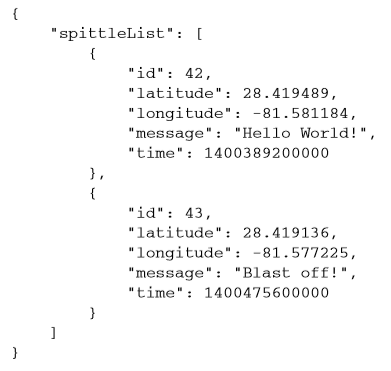 {
    "spittleList": [
        {
            "id": 42,
            "latitude": 28.419489,
            "longitude": -81.581184,
            "message": "Hello World!",
            "time": 1400389200000
        },
        {
            "id": 43,
            "latitude": 28.419136,
            "longitude": -81.577225,
            "message": "Blast off!",
            "time": 1400475600000
        }
    ]
}